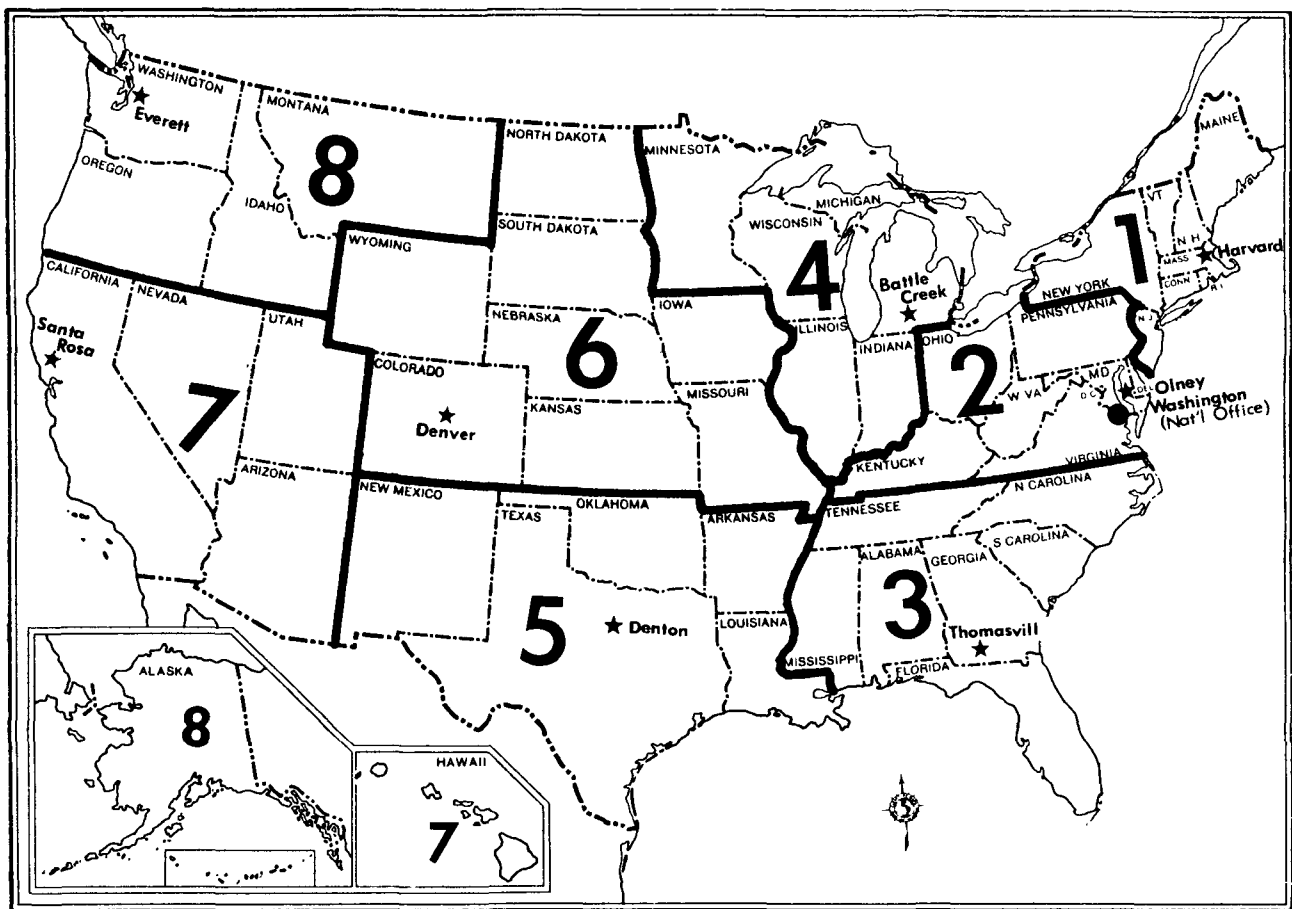 WASHINGTON
Everett
MONTANA
8
NORTH DAKOTA
MINNESOTA
MAINE
OREGON
IDAHO
WYOMING
SOUTH DAKOTA
WISCONSIN
MICHIGAN
4
VT
N H
1
MASS
Harvard
CONN
R I
CALIFORNIA
NEVADA
UTAH
Santa
Rosa
7
NEBRASKA
IOWA
6
Battle
Creek
ILLINOIS
INDIANA
OHIO
NEW YORK
PENNSYLVANIA
N J
2
COLORADO
Denver
KANSAS
MISSOURI
W VA
MD
D C
DEL
Olney
Washington
(Nat'l Office)
KENTUCKY
VIRGINIA
ARIZONA
NEW MEXICO
OKLAHOMA
TEXAS
ARKANSAS
TENNESSEE
N CAROLINA
S CAROLINA
ALABAMA
GEORGIA
3
5
Denton
LOUISIANA
MISSISSIPPI
Thomasvill
FLORIDA
ALASKA
8
HAWAII
7